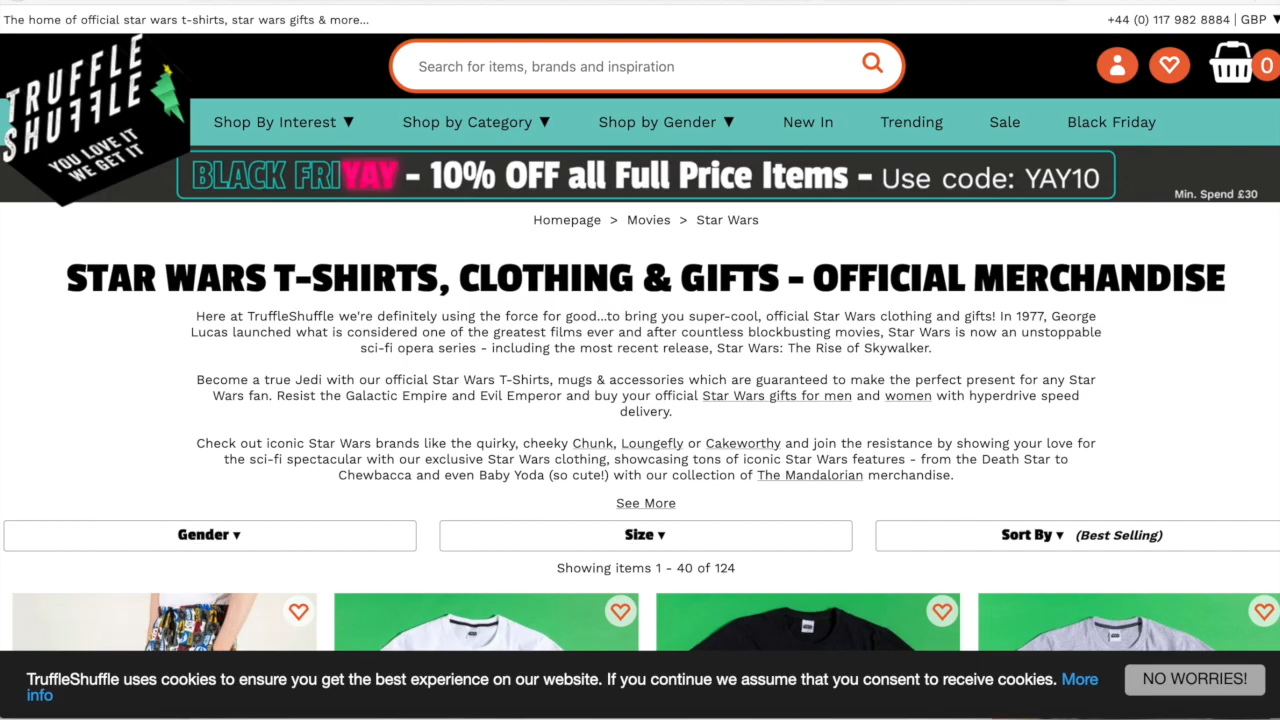 The home of official star wars t-shirts, star wars gifts & more...
+44 (0) 117 982 8884 | GBP ▼
TRUFFLE
SHUFFLE
YOU LOVE IT
WE GET IT
Search for items, brands and inspiration
0
Shop By Interest ▼
Shop by Category ▼
Shop by Gender ▼
New In
Trending
Sale
Black Friday
BLACK FRIYAY - 10% OFF all Full Price Items - Use code: YAY10
Min. Spend £30
Homepage > Movies > Star Wars
STAR WARS T-SHIRTS, CLOTHING & GIFTS - OFFICIAL MERCHANDISE
Here at TruffleShuffle we're definitely using the force for good...to bring you super-cool, official Star Wars clothing and gifts! In 1977, George
Lucas launched what is considered one of the greatest films ever and after countless blockbusting movies, Star Wars is now an unstoppable
sci-fi opera series - including the most recent release, Star Wars: The Rise of Skywalker.
Become a true Jedi with our official Star Wars T-Shirts, mugs & accessories which are guaranteed to make the perfect present for any Star
Wars fan. Resist the Galactic Empire and Evil Emperor and buy your official Star Wars gifts for men and women with hyperdrive speed
delivery.
Check out iconic Star Wars brands like the quirky, cheeky Chunk, Loungefly or Cakeworthy and join the resistance by showing your love for
the sci-fi spectacular with our exclusive Star Wars clothing, showcasing tons of iconic Star Wars features - from the Death Star to
Chewbacca and even Baby Yoda (so cute!) with our collection of The Mandalorian merchandise.
See More
Gender ▾
Size ▾
Sort By ▾ (Best Selling)
Showing items 1 - 40 of 124
TruffleShuffle uses cookies to ensure you get the best experience on our website. If you continue we assume that you consent to receive cookies. More
info
NO WORRIES!